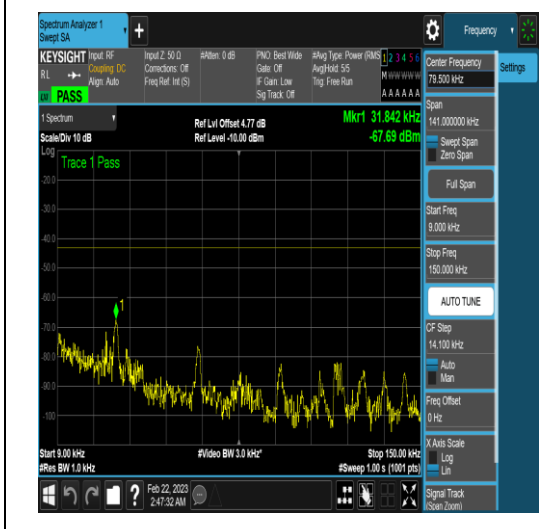 Spectrum Analyzer 1
Swept SA
+
Frequency
KEYSIGHT
RL
PASS
Input: RF
Coupling: DC
Align: Auto
Input Z: 50 Ω
Corrections: Off
Freq Ref: Int (S)
#Atten: 0 dB
PNO: Best Wide
Gate: Off
IF Gain: Low
Sig Track: Off
#Avg Type: Power (RMS
Avg|Hold: 5/5
Trig: Free Run
1 2 3 4 5 6
M W W W W W
A A A A A A
1 Spectrum
Scale/Div 10 dB
Ref Lvl Offset 4.77 dB
Ref Level -10.00 dBm
Mkr1 31.842 kHz
-67.69 dBm
Log
Trace 1 Pass
-20.0
-30.0
-40.0
-50.0
-60.0
-70.0
-80.0
-90.0
-100
1
Start 9.00 kHz
#Res BW 1.0 kHz
#Video BW 3.0 kHz*
Stop 150.00 kHz
#Sweep 1.00 s (1001 pts)
Feb 22, 2023
2:47:32 AM
?
Center Frequency
79.500 kHz
Span
141.000000 kHz
Swept Span
Zero Span
Full Span
Start Freq
9.000 kHz
Stop Freq
150.000 kHz
AUTO TUNE
CF Step
14.100 kHz
Auto
Man
Freq Offset
0 Hz
X Axis Scale
Log
Lin
Signal Track
(Span Zoom)
Settings